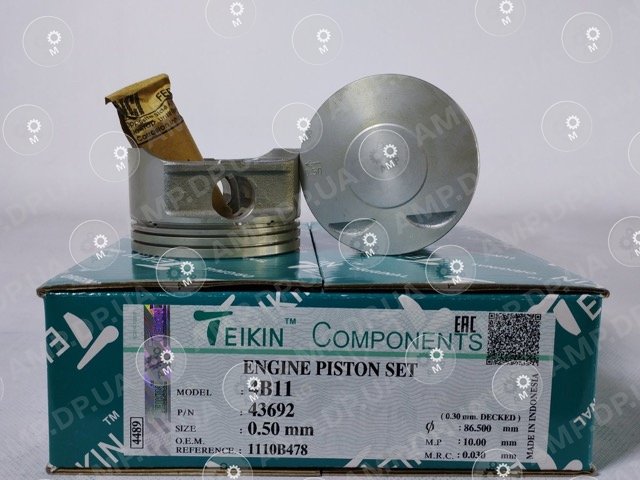 TEIKIN™ COMPONENTS
EAC
ENGINE PISTON SET
MODEL : 4B11
P/N : 43692
SIZE : 0.50 mm
O.E.M.
REFERENCE : 1110B478
4489
( 0.30 mm. DECKED )
Ø : 86.500 mm
M.P : 10.00 mm
M.R.C. : 0.030 mm
MADE IN INDONESIA
AMP.DP.UA